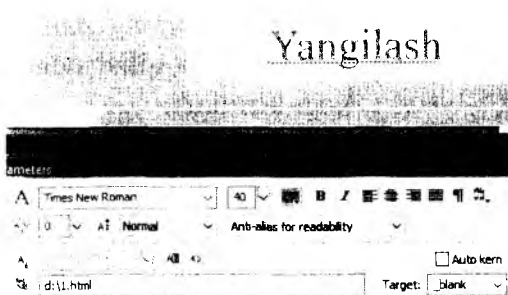 Yangilash
ameters
A Times New Roman 40 B I
0 Normal Anti-alias for readability
Auto kern
d:\1.html Target: _blank